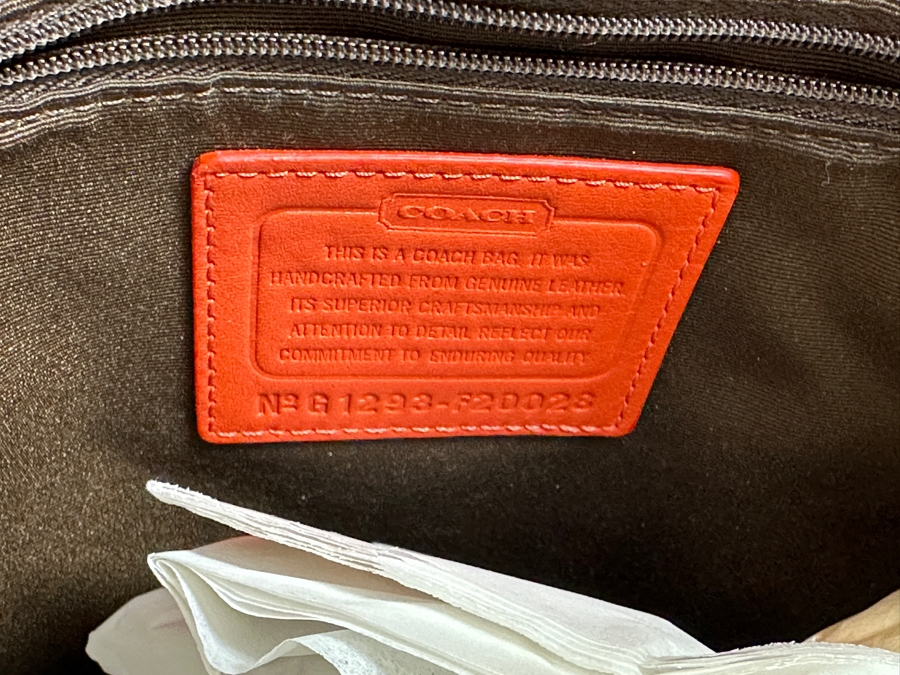 COACH
THIS IS A COACH BAG. IT WAS
HANDCRAFTED FROM GENUINE LEATHER.
ITS SUPERIOR CRAFTSMANSHIP AND
ATTENTION TO DETAIL REFLECT OUR
COMMITMENT TO ENDURING QUALITY.
Nº G1293-F20028